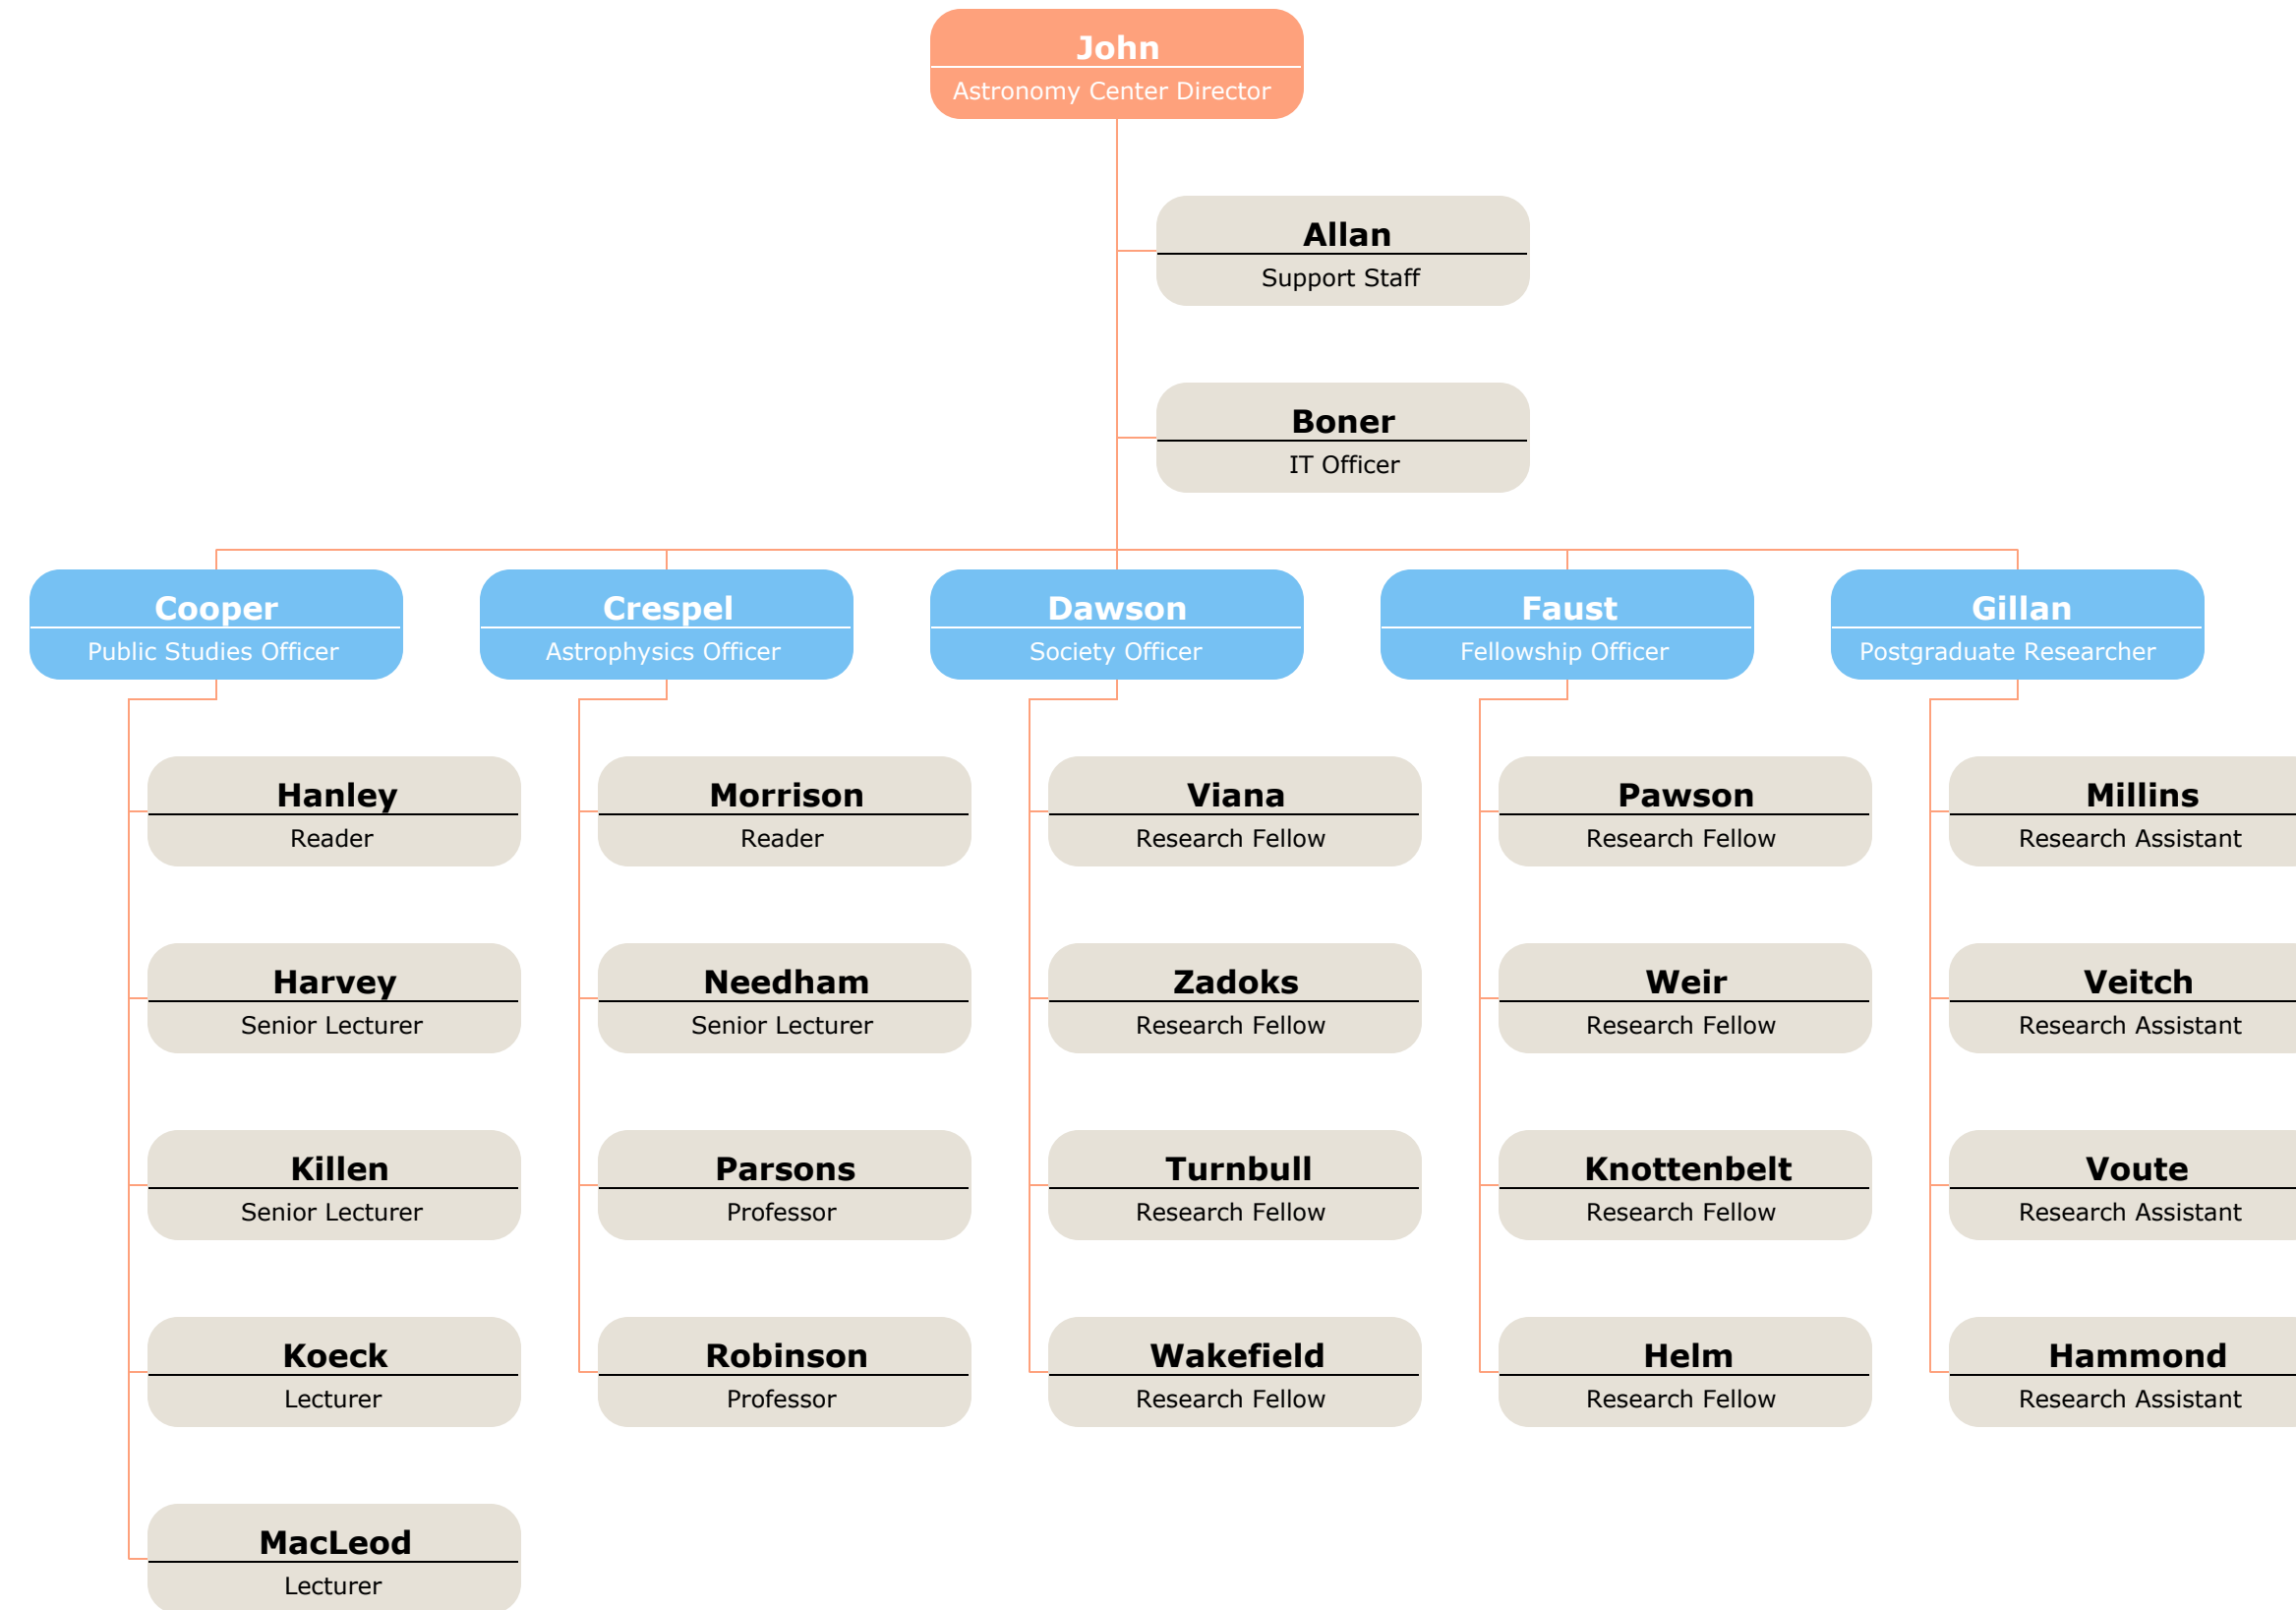 John
Astronomy Center Director
Allan
Support Staff
Boner
IT Officer
Cooper
Public Studies Officer
Crespel
Astrophysics Officer
Dawson
Society Officer
Faust
Fellowship Officer
Gillan
Postgraduate Researcher
Hanley
Reader
Morrison
Reader
Viana
Research Fellow
Pawson
Research Fellow
Millins
Research Assistant
Harvey
Senior Lecturer
Needham
Senior Lecturer
Zadoks
Research Fellow
Weir
Research Fellow
Veitch
Research Assistant
Killen
Senior Lecturer
Parsons
Professor
Turnbull
Research Fellow
Knottenbelt
Research Fellow
Voute
Research Assistant
Koeck
Lecturer
Robinson
Professor
Wakefield
Research Fellow
Helm
Research Fellow
Hammond
Research Assistant
MacLeod
Lecturer